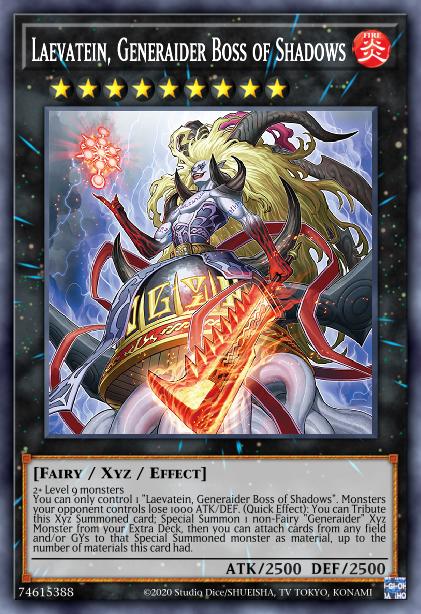 LAEVATEIN, GENERAIDER BOSS OF SHADOWS
FIRE
炎
[FAIRY / XYZ / EFFECT]
2+ Level 9 monsters
You can only control 1 "Laevatein, Generaider Boss of Shadows". Monsters
your opponent controls lose 1000 ATK/DEF. (Quick Effect): You can Tribute
this Xyz Summoned card; Special Summon 1 non-Fairy "Generaider" Xyz
Monster from your Extra Deck, then you can attach cards from any field
and/or GYs to that Special Summoned monster as material, up to the
number of materials this card had.
ATK/2500 DEF/2500
74615388
©2020 Studio Dice/SHUEISHA, TV TOKYO, KONAMI